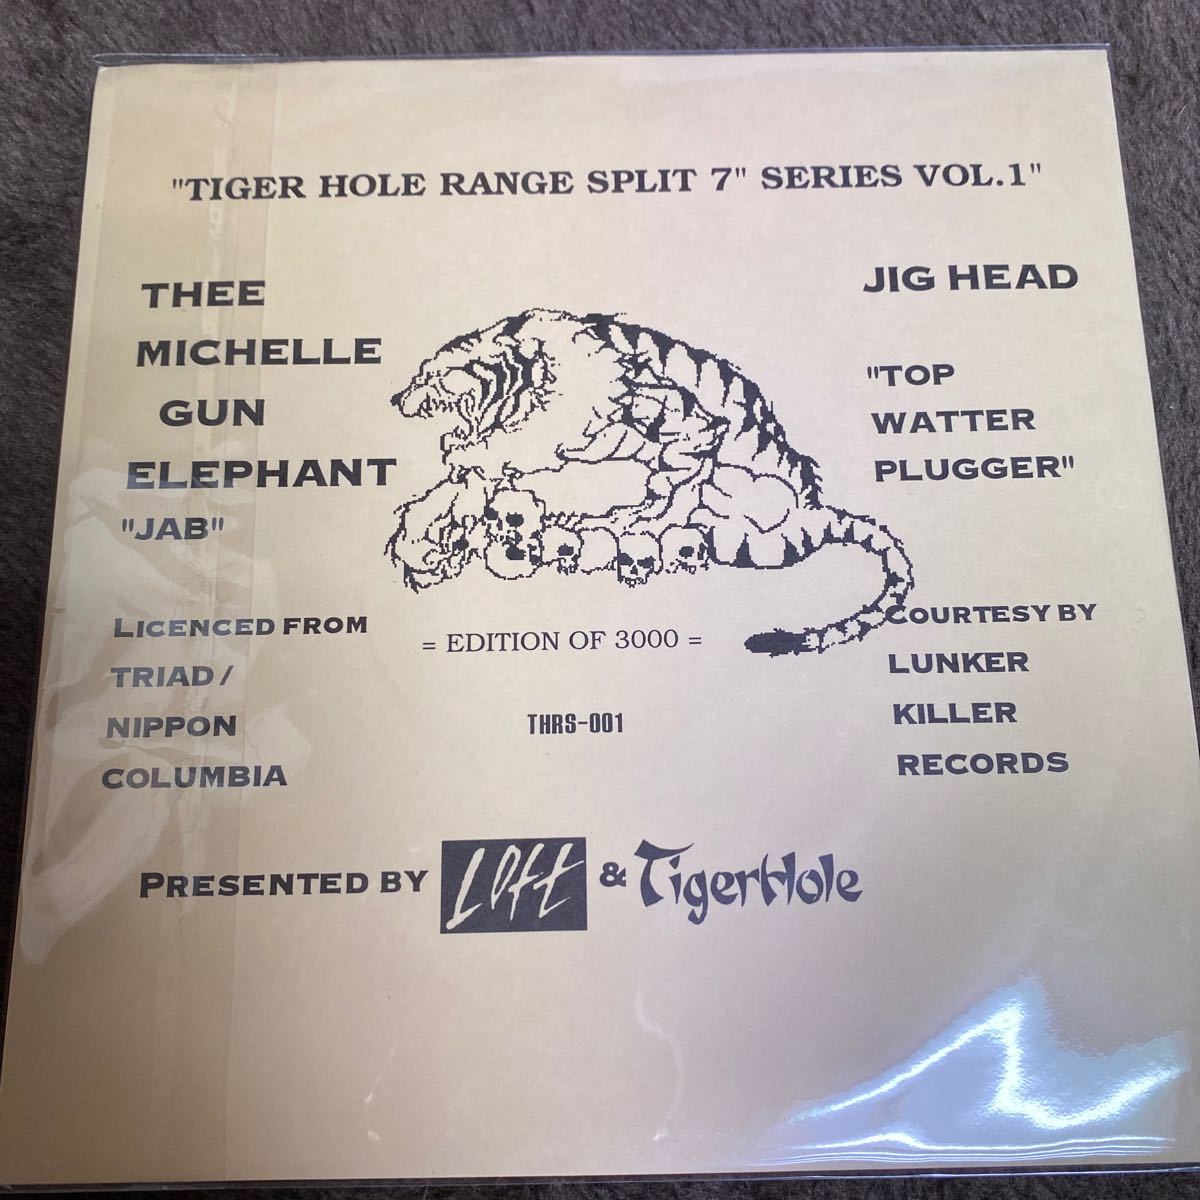 "TIGER HOLE RANGE SPLIT 7" SERIES VOL.1"
THEE
MICHELLE
GUN
ELEPHANT
"JAB"
LICENCED FROM
TRIAD /
NIPPON
COLUMBIA
JIG HEAD
"TOP
WATTER
PLUGGER"
COURTESY BY
LUNKER
KILLER
RECORDS
= EDITION OF 3000 =
THRS-001
PRESENTED BY LOFT & TigerHole